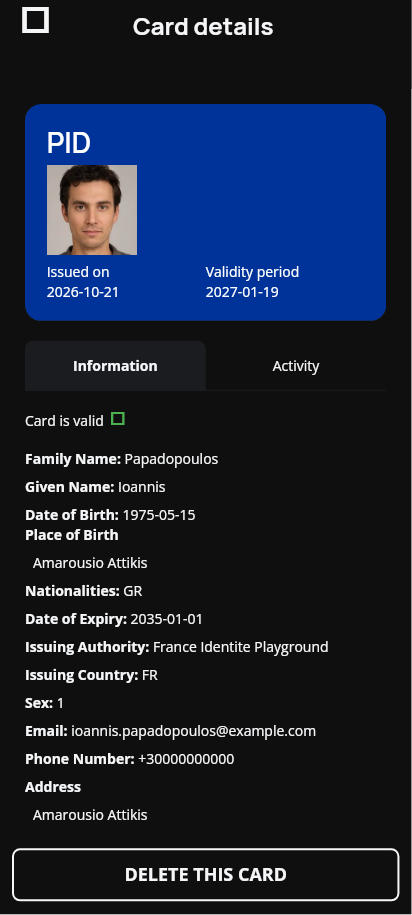 Card details
PID
Issued on
2026-10-21
Validity period
2027-01-19
Information
Activity
Card is valid
Family Name: Papadopoulos
Given Name: Ioannis
Date of Birth: 1975-05-15
Place of Birth
Amarousio Attikis
Nationalities: GR
Date of Expiry: 2035-01-01
Issuing Authority: France Identite Playground
Issuing Country: FR
Sex: 1
Email: ioannis.papadopoulos@example.com
Phone Number: +30000000000
Address
Amarousio Attikis
DELETE THIS CARD